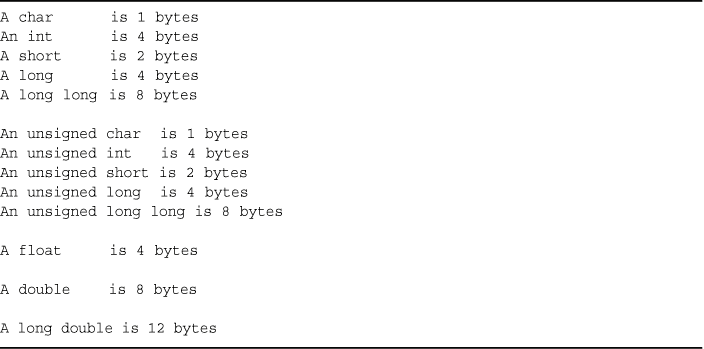 A char      is 1 bytes
An int      is 4 bytes
A short     is 2 bytes
A long      is 4 bytes
A long long is 8 bytes
An unsigned char  is 1 bytes
An unsigned int   is 4 bytes
An unsigned short is 2 bytes
An unsigned long  is 4 bytes
An unsigned long long is 8 bytes
A float     is 4 bytes
A double    is 8 bytes
A long double is 12 bytes